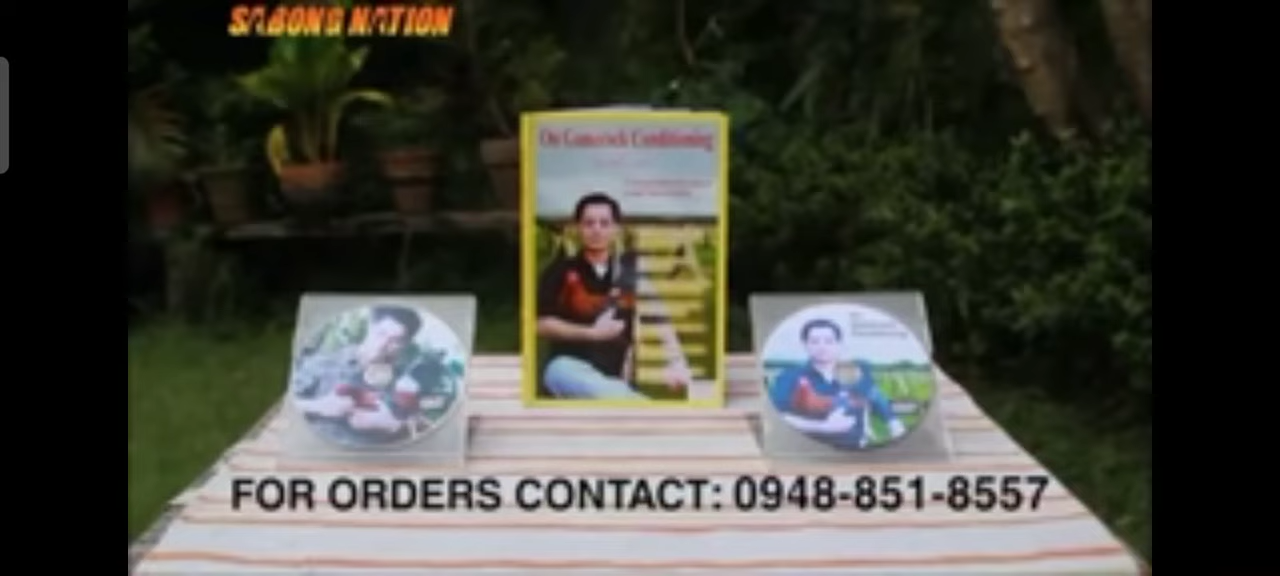 SABONG NATION
On Gamecock Conditioning
FOR ORDERS CONTACT: 0948-851-8557